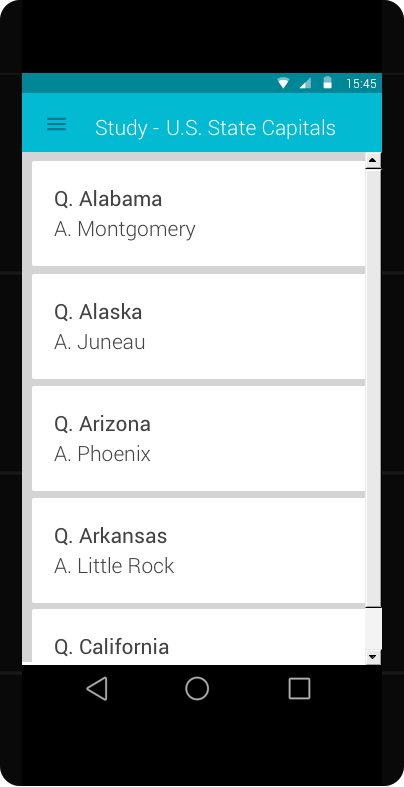 15:45
Study - U.S. State Capitals
Q. Alabama
A. Montgomery
Q. Alaska
A. Juneau
Q. Arizona
A. Phoenix
Q. Arkansas
A. Little Rock
Q. California